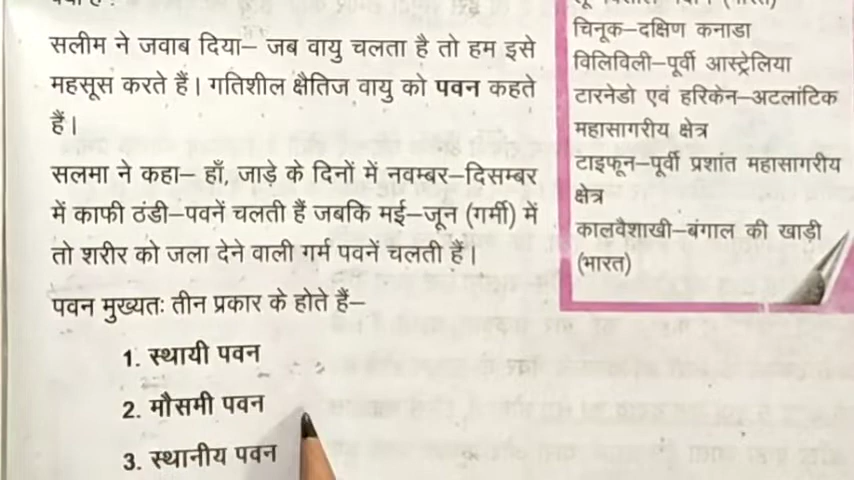 सलीम ने जवाब दिया– जब वायु चलता है तो हम इसे
महसूस करते हैं। गतिशील क्षैतिज वायु को पवन कहते
हैं।
सलमा ने कहा– हाँ, जाड़े के दिनों में नवम्बर–दिसम्बर
में काफी ठंडी–पवनें चलती हैं जबकि मई–जून (गर्मी) में
तो शरीर को जला देने वाली गर्म पवनें चलती हैं।
पवन मुख्यतः तीन प्रकार के होते हैं–
1. स्थायी पवन
2. मौसमी पवन
3. स्थानीय पवन
चिनूक–दक्षिण कनाडा
विलिविली–पूर्वी आस्ट्रेलिया
टारनेडो एवं हरिकेन–अटलांटिक
महासागरीय क्षेत्र
टाइफून–पूर्वी प्रशांत महासागरीय
क्षेत्र
कालवैशाखी–बंगाल की खाड़ी
(भारत)